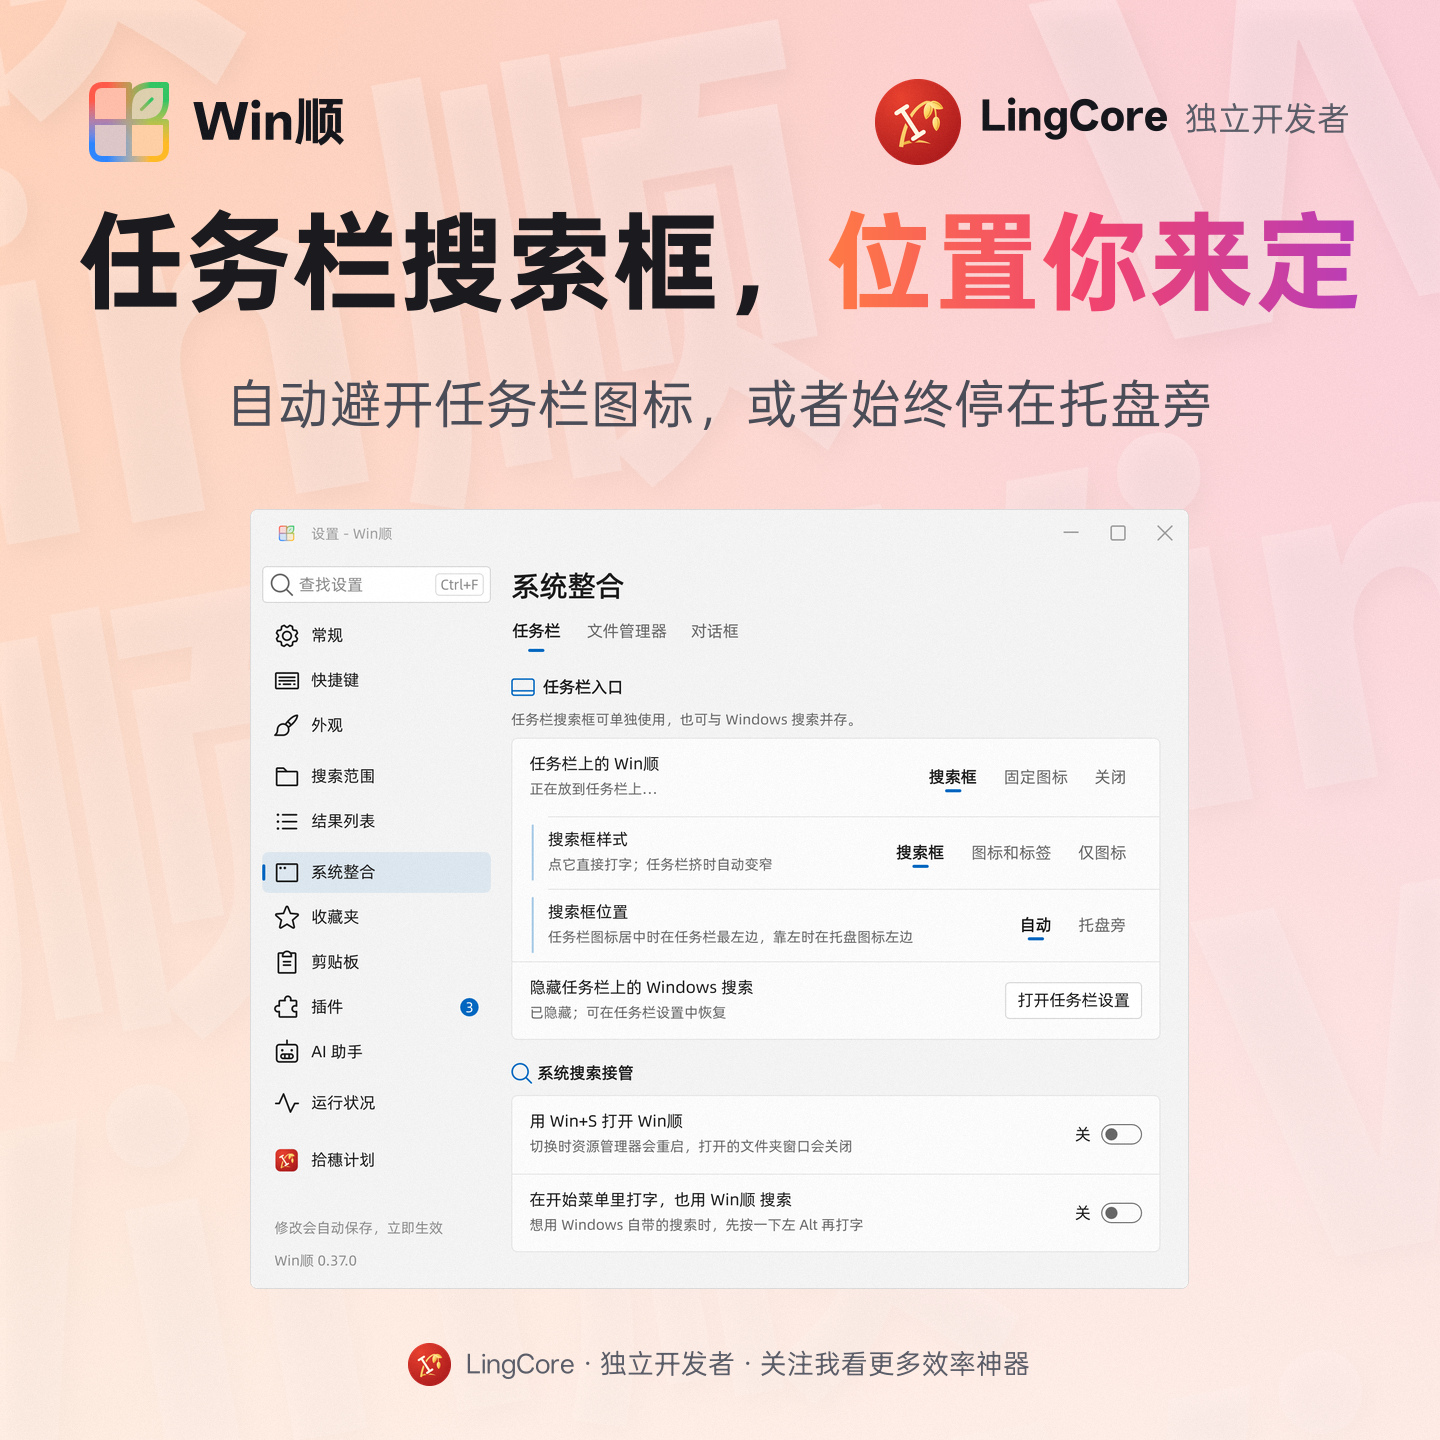 Win顺
LingCore 独立开发者
任务栏搜索框，位置你来定
自动避开任务栏图标，或者始终停在托盘旁
设置 - Win顺
查找设置 Ctrl+F
常规
快捷键
外观
搜索范围
结果列表
系统整合
收藏夹
剪贴板
插件 3
AI 助手
运行状况
拾穗计划
修改会自动保存，立即生效
Win顺 0.37.0
系统整合
任务栏 文件管理器 对话框
任务栏入口
任务栏搜索框可单独使用，也可与 Windows 搜索并存。
任务栏上的 Win顺
正在放到任务栏上...
搜索框 固定图标 关闭
搜索框样式
点它直接打字；任务栏挤时自动变窄
搜索框 图标和标签 仅图标
搜索框位置
任务栏图标居中时在任务栏最左边，靠左时在托盘图标左边
自动 托盘旁
隐藏任务栏上的 Windows 搜索
已隐藏；可在任务栏设置中恢复
打开任务栏设置
系统搜索接管
用 Win+S 打开 Win顺
切换时资源管理器会重启，打开的文件夹窗口会关闭
关
在开始菜单里打字，也用 Win顺 搜索
想用 Windows 自带的搜索时，先按一下左 Alt 再打字
关
LingCore · 独立开发者 · 关注我看更多效率神器